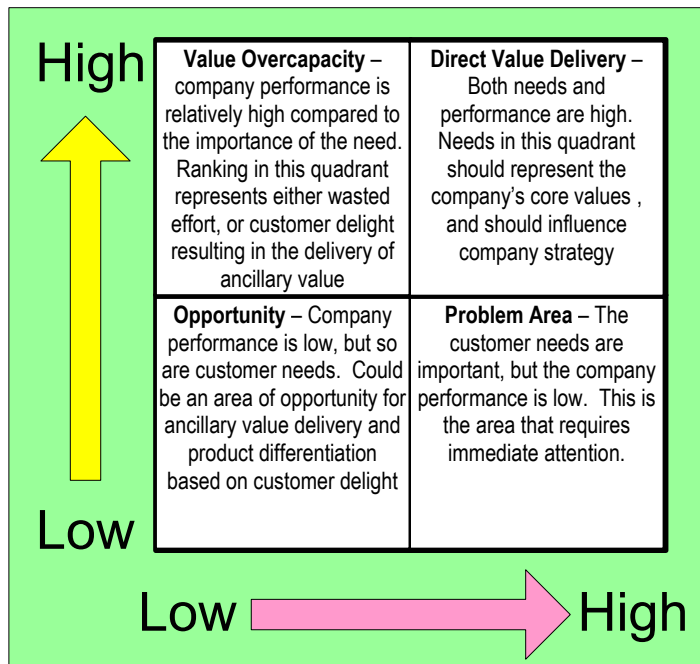 High
Value Overcapacity –
company performance is
relatively high compared to
the importance of the need.
Ranking in this quadrant
represents either wasted
effort, or customer delight
resulting in the delivery of
ancillary value
Direct Value Delivery –
Both needs and
performance are high.
Needs in this quadrant
should represent the
company's core values ,
and should influence
company strategy
Opportunity – Company
performance is low, but so
are customer needs.  Could
be an area of opportunity for
ancillary value delivery and
product differentiation
based on customer delight
Problem Area – The
customer needs are
important, but the company
performance is low.  This is
the area that requires
immediate attention.
Low
Low
High